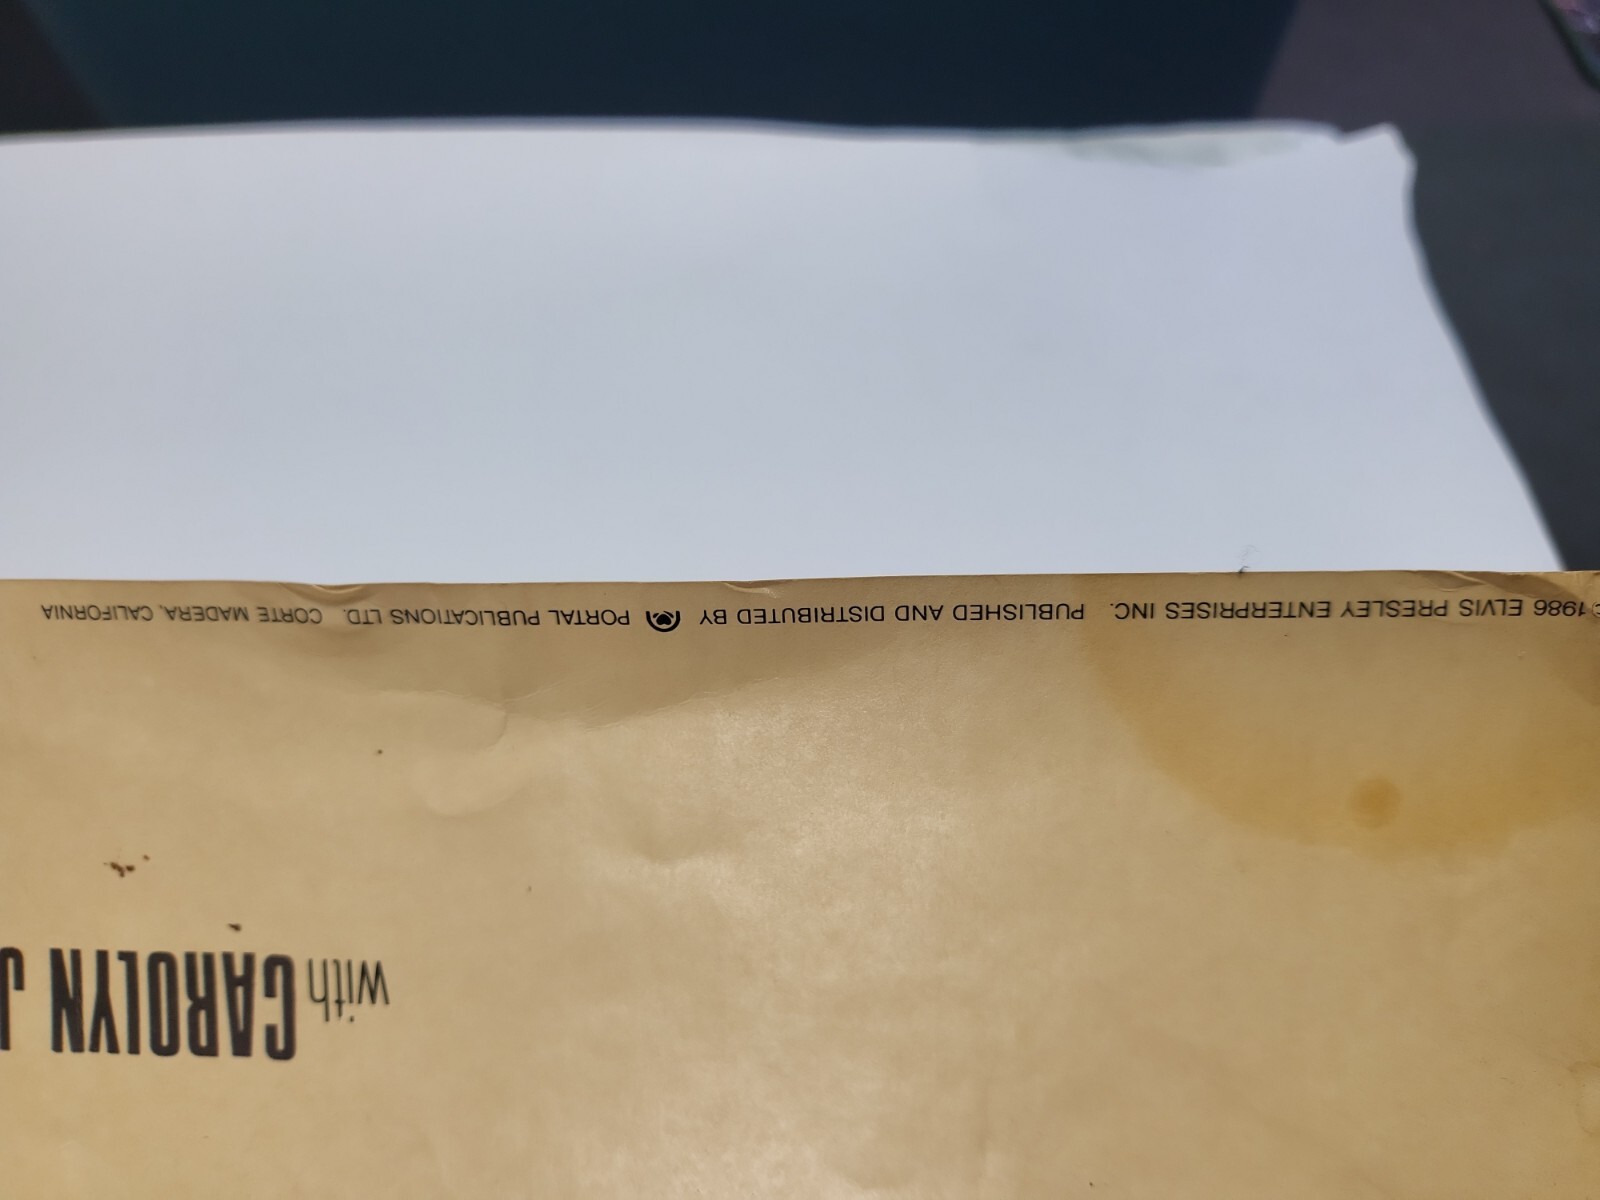 with CAROLYN J
©1986 ELVIS PRESLEY ENTERPRISES INC. PUBLISHED AND DISTRIBUTED BY PORTAL PUBLICATIONS LTD. CORTE MADERA, CALIFORNIA